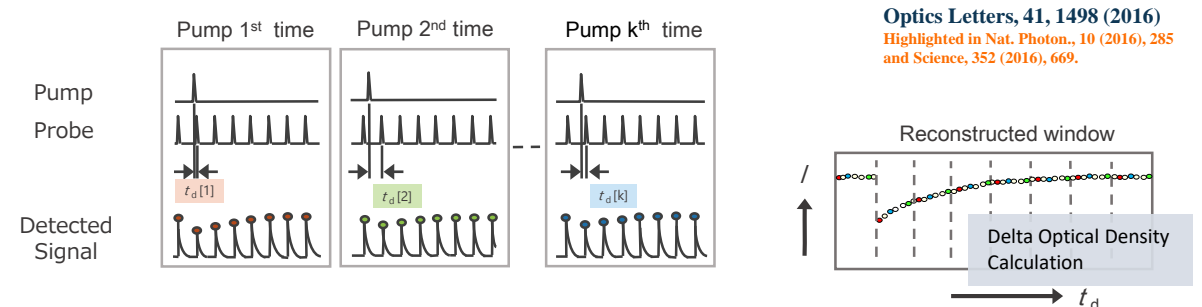 Optics Letters, 41, 1498 (2016)
Highlighted in Nat. Photon., 10 (2016), 285
and Science, 352 (2016), 669.
Pump 1st time
Pump 2nd time
Pump kth time
Pump
Probe
td[1]
td[2]
td[k]
Detected
Signal
Reconstructed window
I
Delta Optical Density
Calculation
td